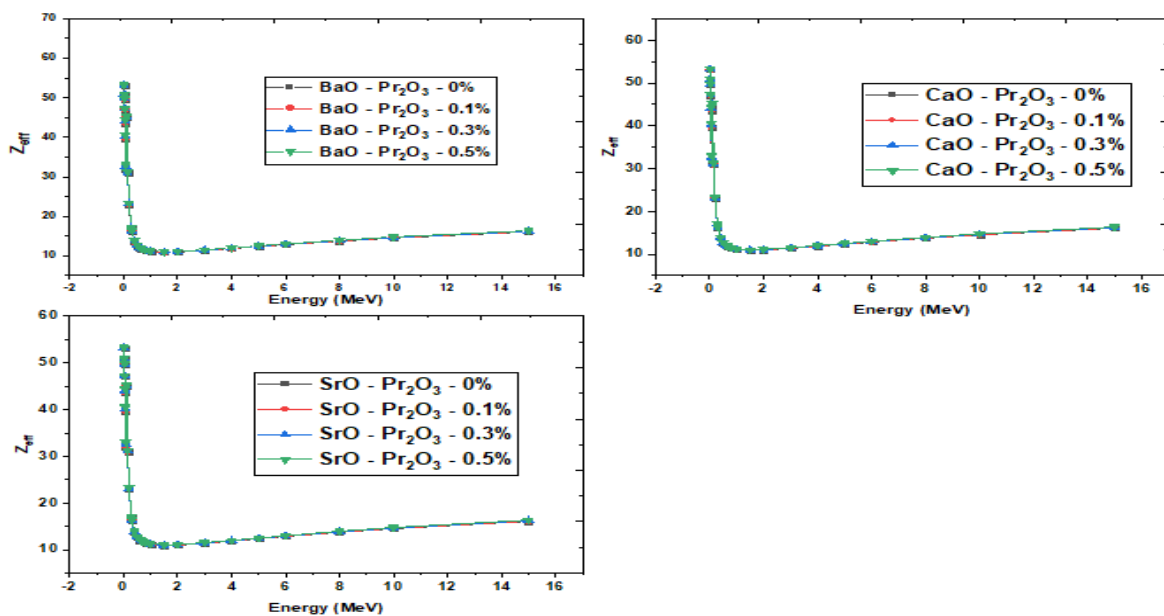 70
60
50
40
30
20
10
Z_eff
BaO - Pr₂O₃ - 0%
BaO - Pr₂O₃ - 0.1%
BaO - Pr₂O₃ - 0.3%
BaO - Pr₂O₃ - 0.5%
-2 0 2 4 6 8 10 12 14 16
Energy (MeV)
60
50
40
30
20
10
Z_eff
CaO - Pr₂O₃ - 0%
CaO - Pr₂O₃ - 0.1%
CaO - Pr₂O₃ - 0.3%
CaO - Pr₂O₃ - 0.5%
-2 0 2 4 6 8 10 12 14 16
Energy (MeV)
60
50
40
30
20
10
Z_eff
SrO - Pr₂O₃ - 0%
SrO - Pr₂O₃ - 0.1%
SrO - Pr₂O₃ - 0.3%
SrO - Pr₂O₃ - 0.5%
-2 0 2 4 6 8 10 12 14 16
Energy (MeV)